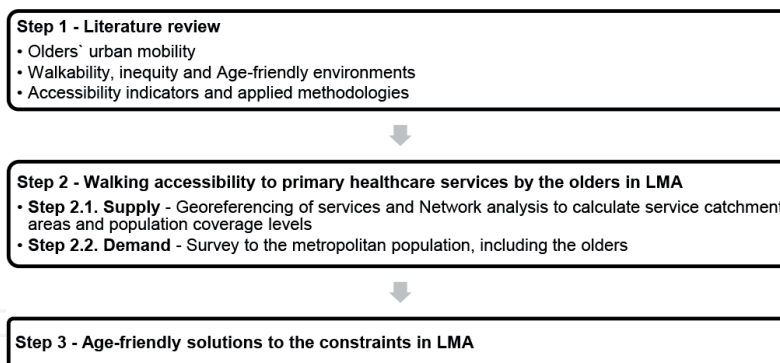 Step 1 - Literature review
• Olders` urban mobility
• Walkability, inequity and Age-friendly environments
• Accessibility indicators and applied methodologies
Step 2 - Walking accessibility to primary healthcare services by the olders in LMA
• Step 2.1. Supply - Georeferencing of services and Network analysis to calculate service catchment
areas and population coverage levels
• Step 2.2. Demand - Survey to the metropolitan population, including the olders
Step 3 - Age-friendly solutions to the constraints in LMA